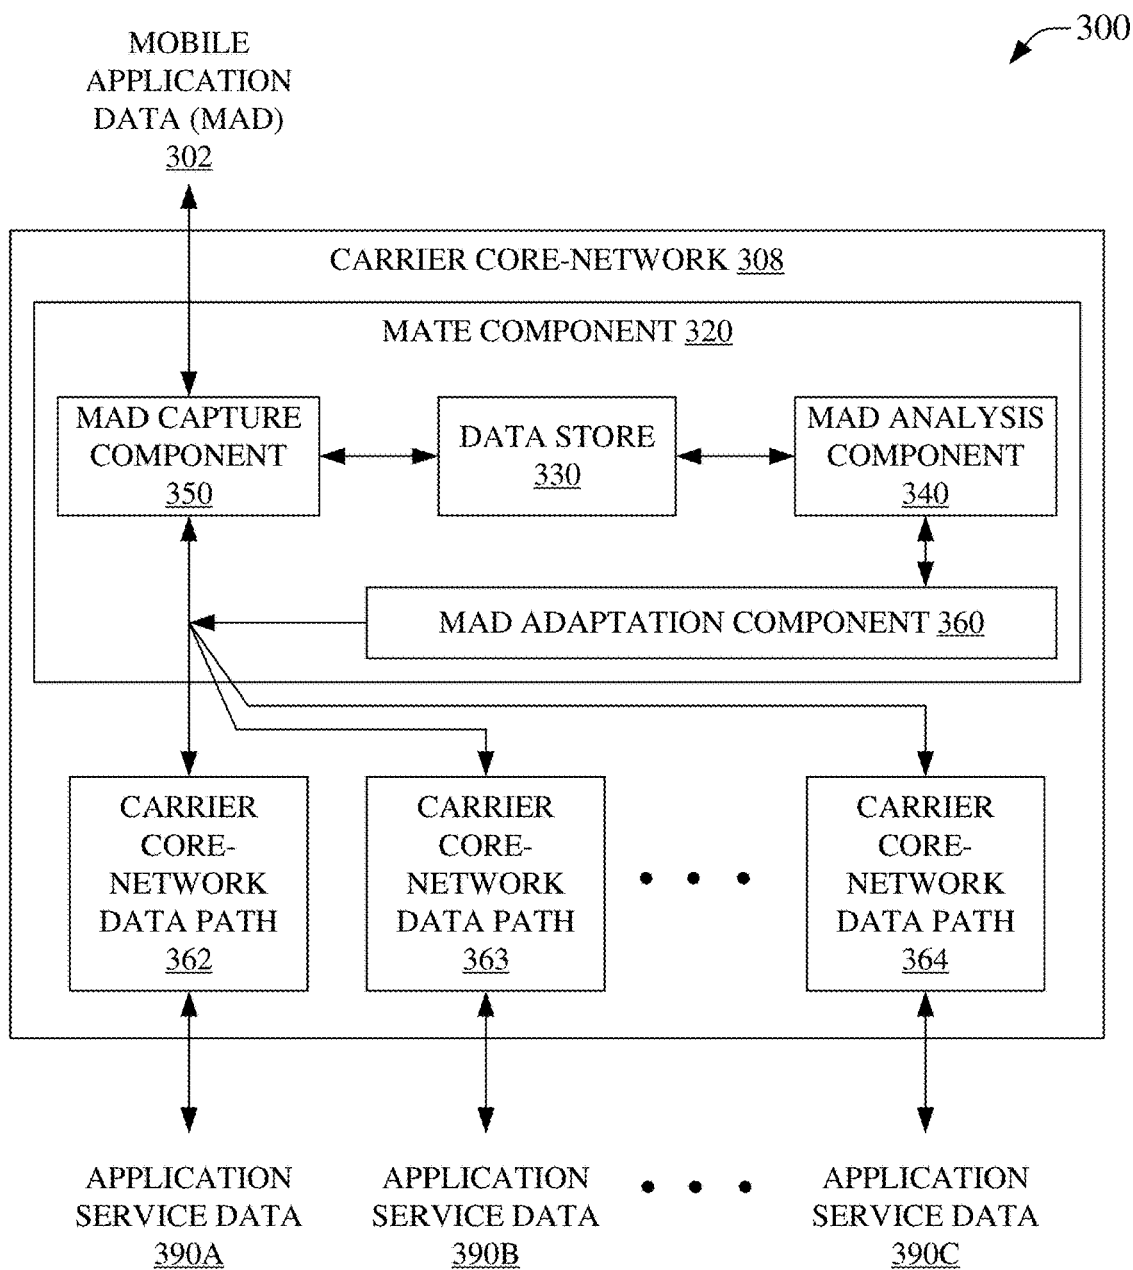 300
MOBILE
APPLICATION
DATA (MAD)
302
CARRIER CORE-NETWORK 308
MATE COMPONENT 320
MAD CAPTURE
COMPONENT
350
DATA STORE
330
MAD ANALYSIS
COMPONENT
340
MAD ADAPTATION COMPONENT 360
CARRIER
CORE-
NETWORK
DATA PATH
362
CARRIER
CORE-
NETWORK
DATA PATH
363
CARRIER
CORE-
NETWORK
DATA PATH
364
APPLICATION
SERVICE DATA
390A
APPLICATION
SERVICE DATA
390B
APPLICATION
SERVICE DATA
390C